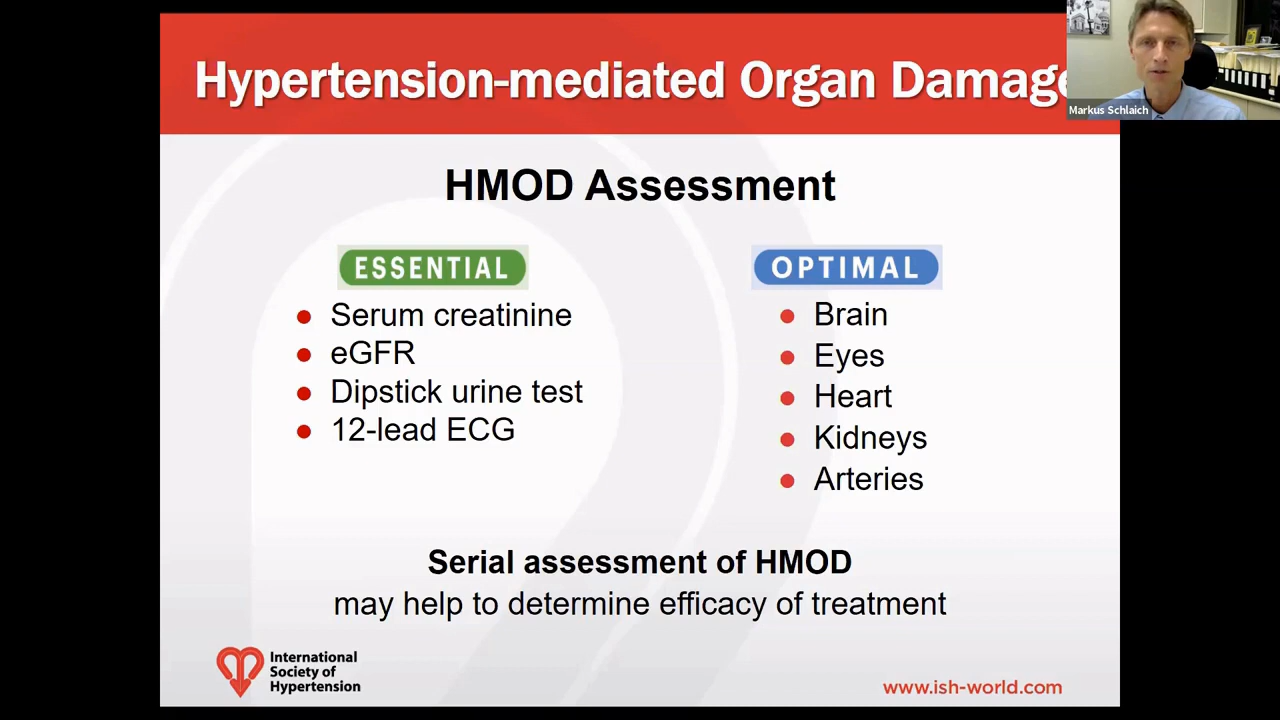 Hypertension-mediated Organ Damage
Markus Schlaich
HMOD Assessment
ESSENTIAL
Serum creatinine
eGFR
Dipstick urine test
12-lead ECG
OPTIMAL
Brain
Eyes
Heart
Kidneys
Arteries
Serial assessment of HMOD
may help to determine efficacy of treatment
International
Society of
Hypertension
www.ish-world.com